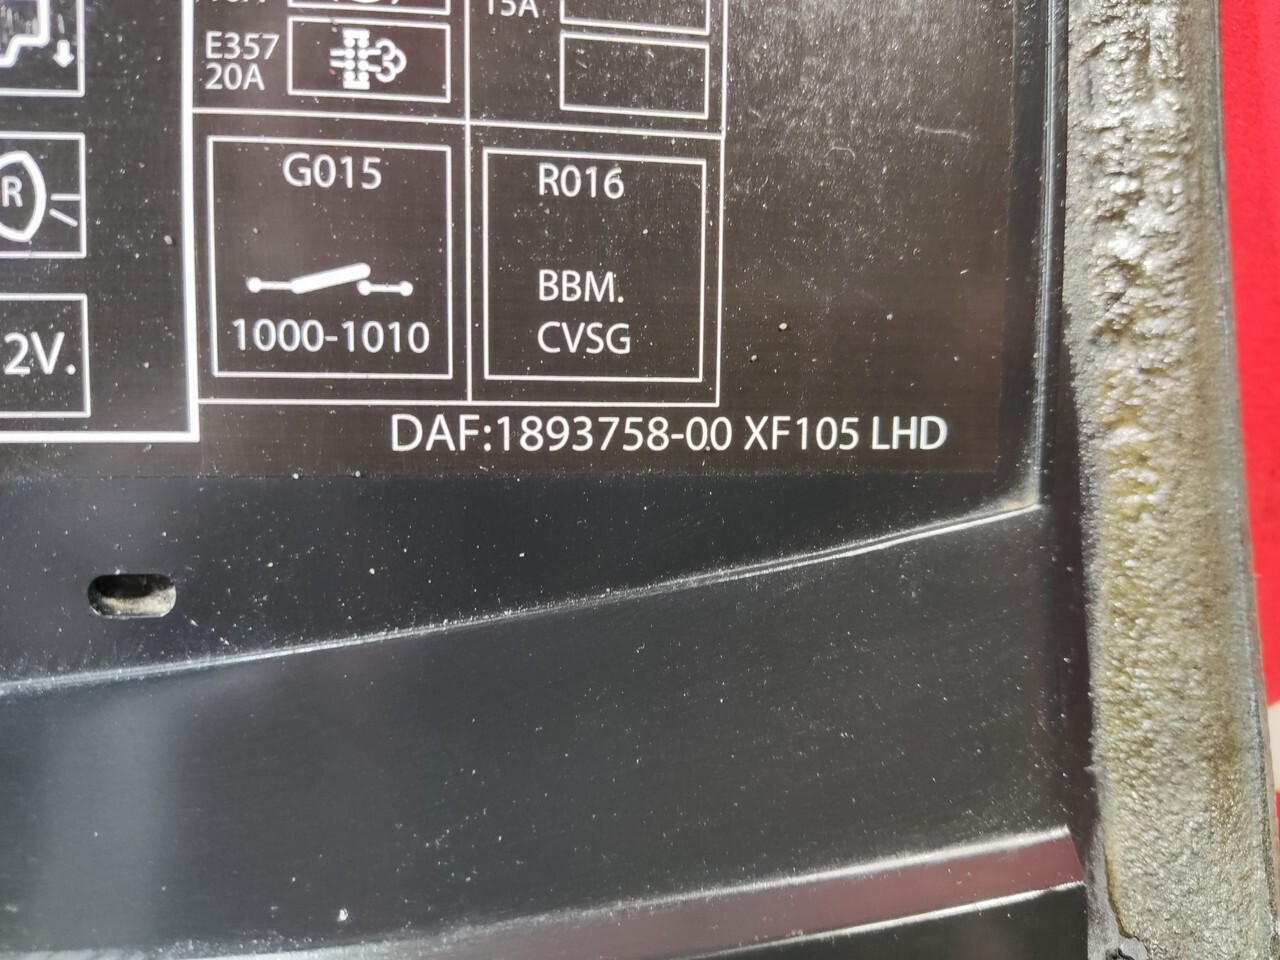 15A
E357
20A
R
G015
R016
BBM.
1000-1010
CVSG
2V.
DAF:1893758-00 XF105 LHD